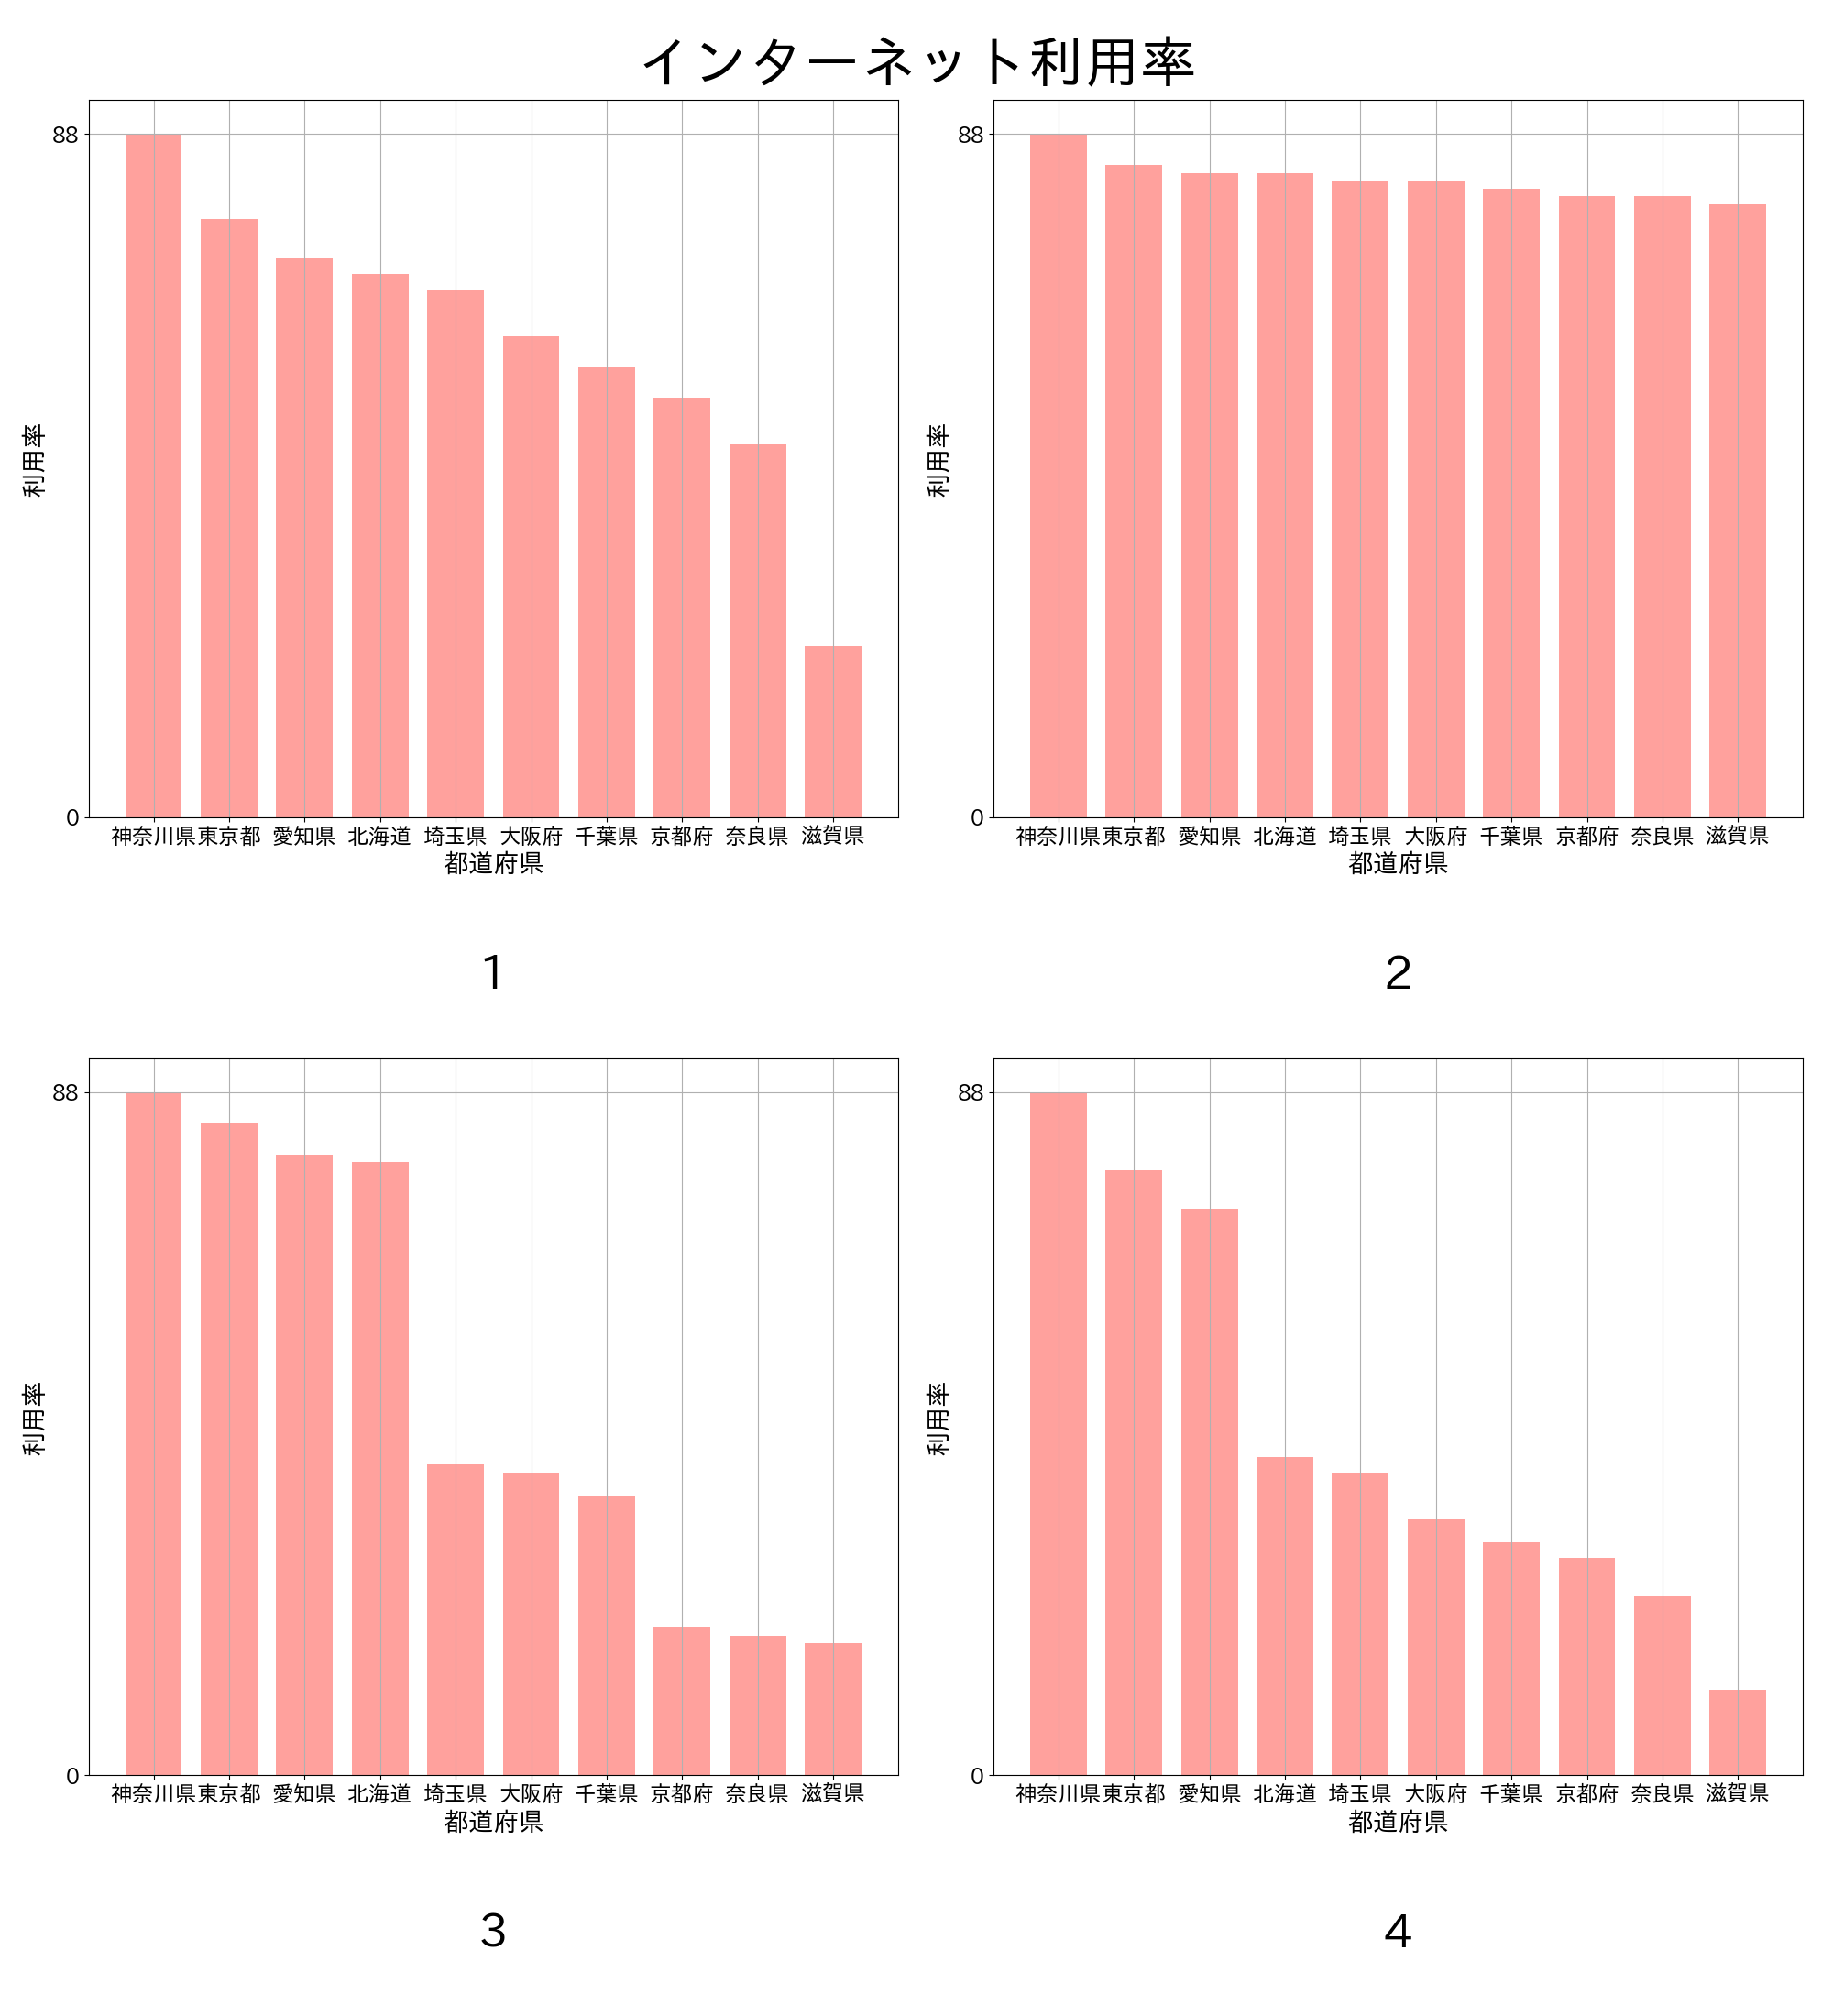 インターネット利用率
88
0
利用率
神奈川県 東京都 愛知県 北海道 埼玉県 大阪府 千葉県 京都府 奈良県 滋賀県
都道府県
1
88
0
利用率
神奈川県 東京都 愛知県 北海道 埼玉県 大阪府 千葉県 京都府 奈良県 滋賀県
都道府県
2
88
0
利用率
神奈川県 東京都 愛知県 北海道 埼玉県 大阪府 千葉県 京都府 奈良県 滋賀県
都道府県
3
88
0
利用率
神奈川県 東京都 愛知県 北海道 埼玉県 大阪府 千葉県 京都府 奈良県 滋賀県
都道府県
4